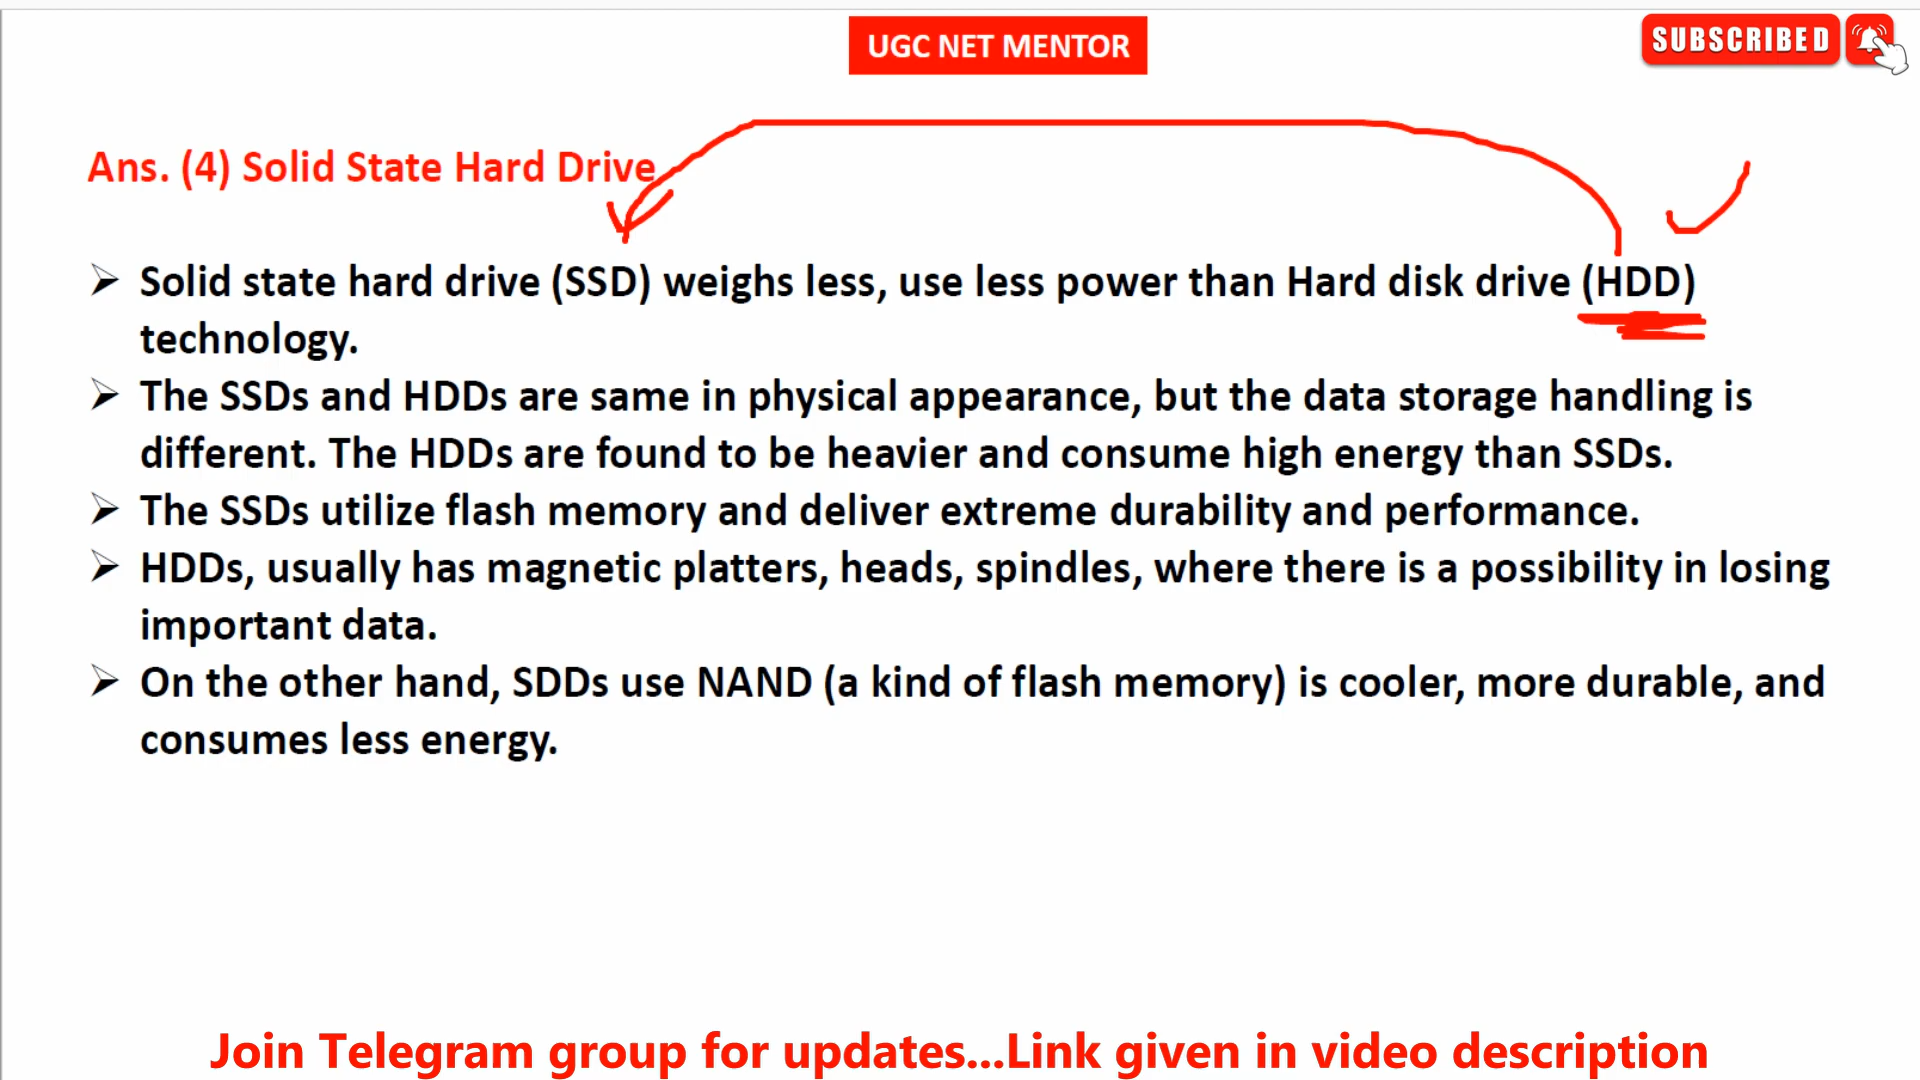 UGC NET MENTOR
SUBSCRIBED
Ans. (4) Solid State Hard Drive
➢ Solid state hard drive (SSD) weighs less, use less power than Hard disk drive (HDD)
technology.
➢ The SSDs and HDDs are same in physical appearance, but the data storage handling is
different. The HDDs are found to be heavier and consume high energy than SSDs.
➢ The SSDs utilize flash memory and deliver extreme durability and performance.
➢ HDDs, usually has magnetic platters, heads, spindles, where there is a possibility in losing
important data.
➢ On the other hand, SDDs use NAND (a kind of flash memory) is cooler, more durable, and
consumes less energy.
Join Telegram group for updates...Link given in video description